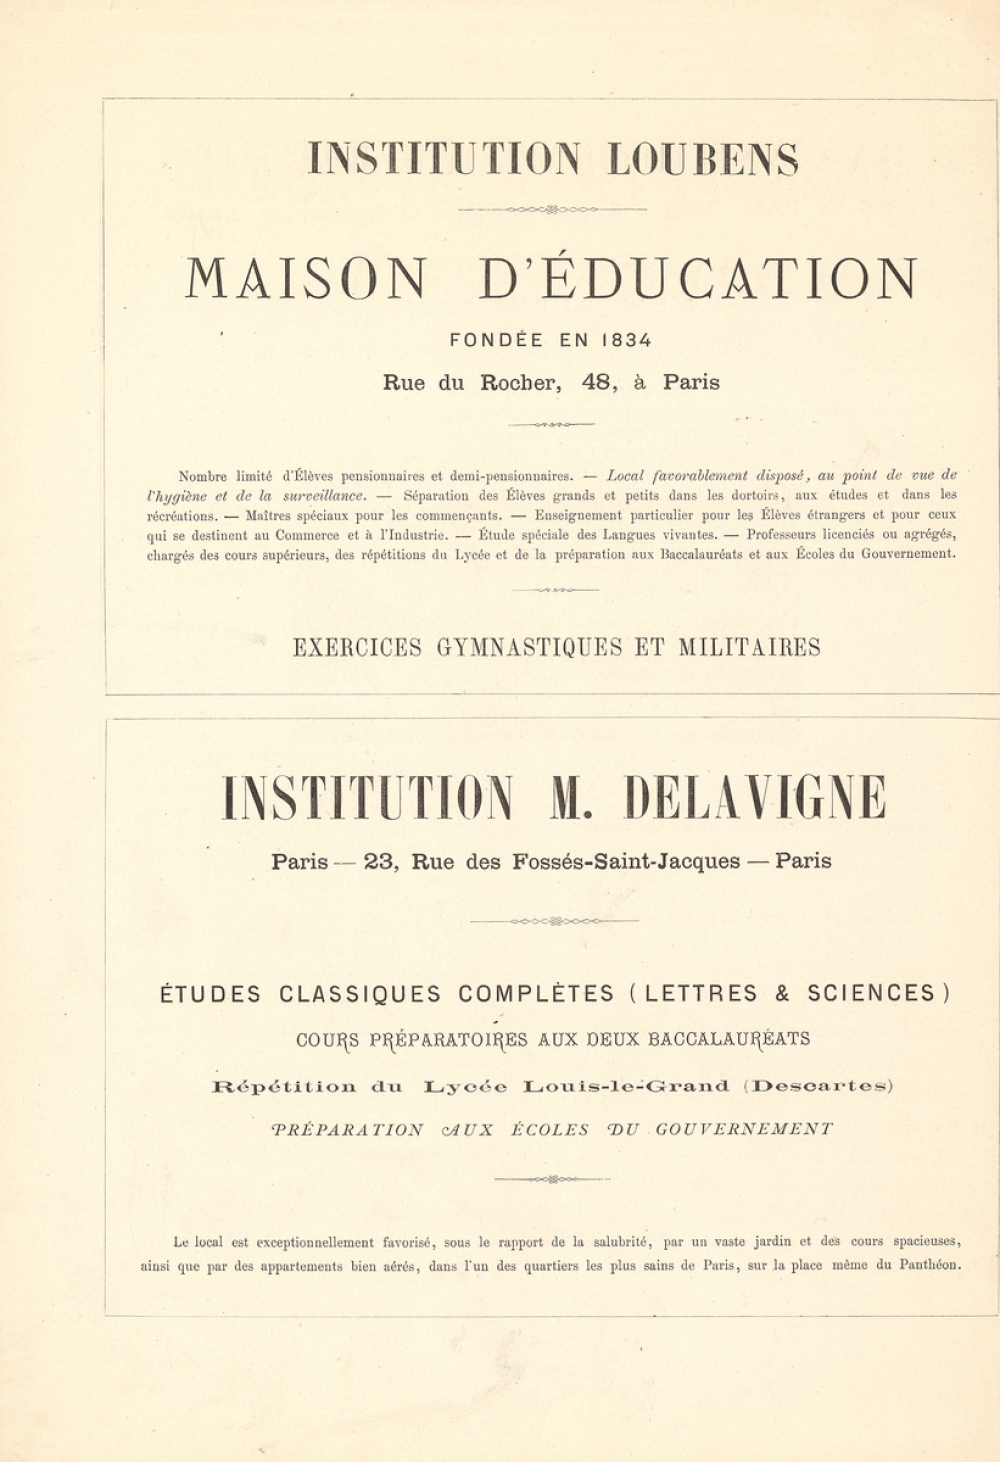 INSTITUTION LOUBENS
MAISON D'ÉDUCATION
FONDÉE EN 1834
Rue du Rocher, 48, à Paris
Nombre limité d'Élèves pensionnaires et demi-pensionnaires. — Local favorablement disposé, au point de vue de
l'hygiène et de la surveillance. — Séparation des Élèves grands et petits dans les dortoirs, aux études et dans les
récréations. — Maîtres spéciaux pour les commençants. — Enseignement particulier pour les Élèves étrangers et pour ceux
qui se destinent au Commerce et à l'Industrie. — Étude spéciale des Langues vivantes. — Professeurs licenciés ou agrégés,
chargés des cours supérieurs, des répétitions du Lycée et de la préparation aux Baccalauréats et aux Écoles du Gouvernement.
EXERCICES GYMNASTIQUES ET MILITAIRES
INSTITUTION M. DELAVIGNE
Paris — 23, Rue des Fossés-Saint-Jacques — Paris
ÉTUDES CLASSIQUES COMPLÈTES (LETTRES & SCIENCES)
COURS PRÉPARATOIRES AUX DEUX BACCALAURÉATS
Répétition du Lycée Louis-le-Grand (Descartes)
PRÉPARATION AUX ÉCOLES DU GOUVERNEMENT
Le local est exceptionnellement favorisé, sous le rapport de la salubrité, par un vaste jardin et des cours spacieuses,
ainsi que par des appartements bien aérés, dans l'un des quartiers les plus sains de Paris, sur la place même du Panthéon.